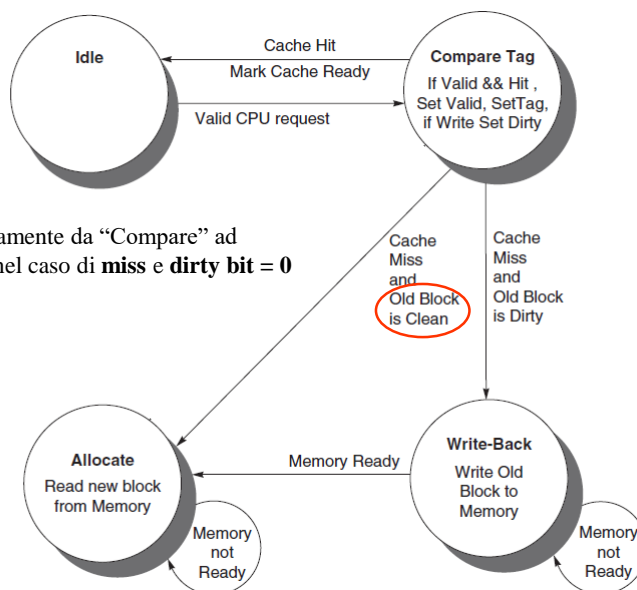 Idle
Cache Hit
Mark Cache Ready
Valid CPU request
Compare Tag
If Valid && Hit ,
Set Valid, SetTag,
if Write Set Dirty
amente da “Compare” ad
nel caso di miss e dirty bit = 0
Cache
Miss
and
Old Block
is Clean
Cache
Miss
and
Old Block
is Dirty
Allocate
Read new block
from Memory
Memory
not
Ready
Memory Ready
Write-Back
Write Old
Block to
Memory
Memory
not
Ready